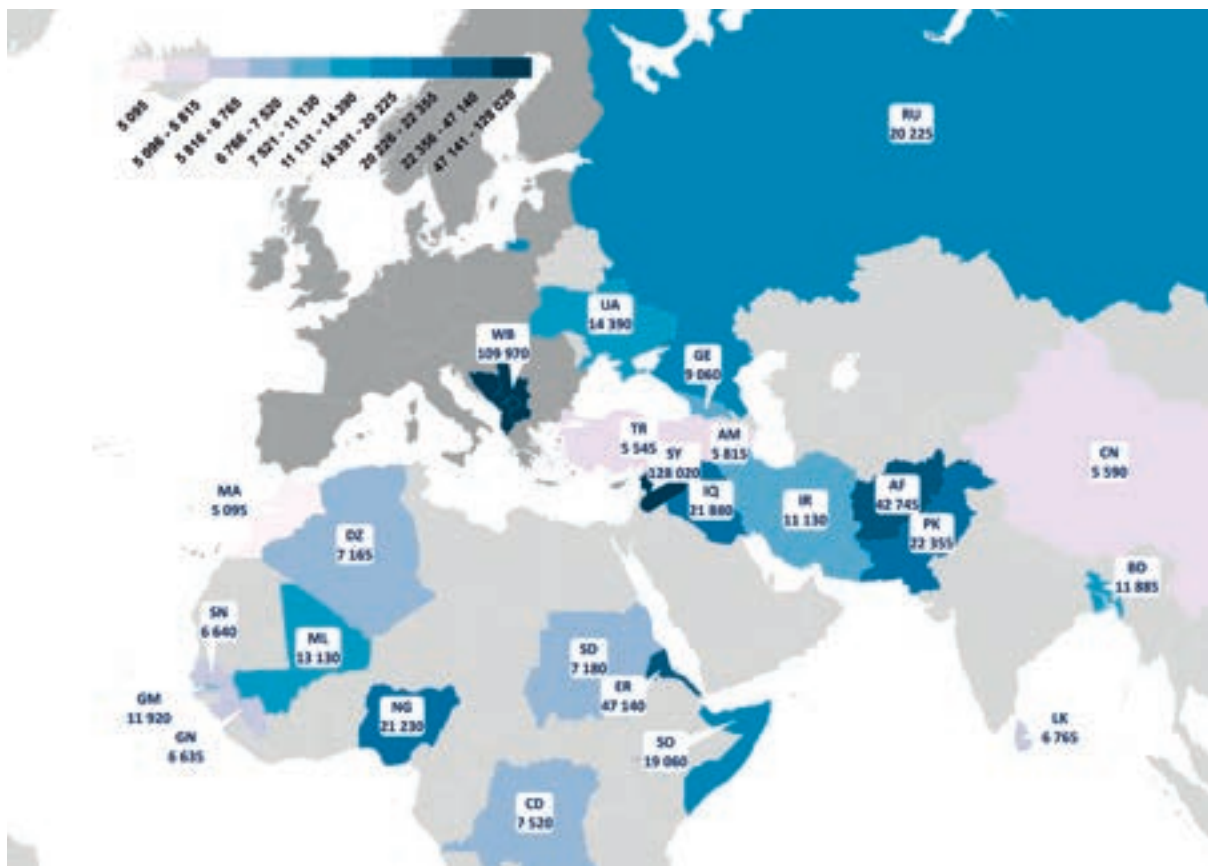 5 095
5 096 - 5 815
5 816 - 6 765
6 766 - 7 520
7 521 - 11 130
11 131 - 14 390
14 391 - 20 225
20 226 - 22 355
22 356 - 47 140
47 141 - 128 020
RU
20 225
UA
14 390
WB
109 970
GE
9 060
TR
5 545
AM
5 815
SY
128 020
IQ
21 880
IR
11 130
AF
42 745
PK
22 355
CN
5 590
BD
11 885
MA
5 095
DZ
7 165
SN
6 640
ML
13 130
SD
7 180
ER
47 140
GM
11 920
GN
6 635
NG
21 230
SO
19 060
LK
6 765
CD
7 520